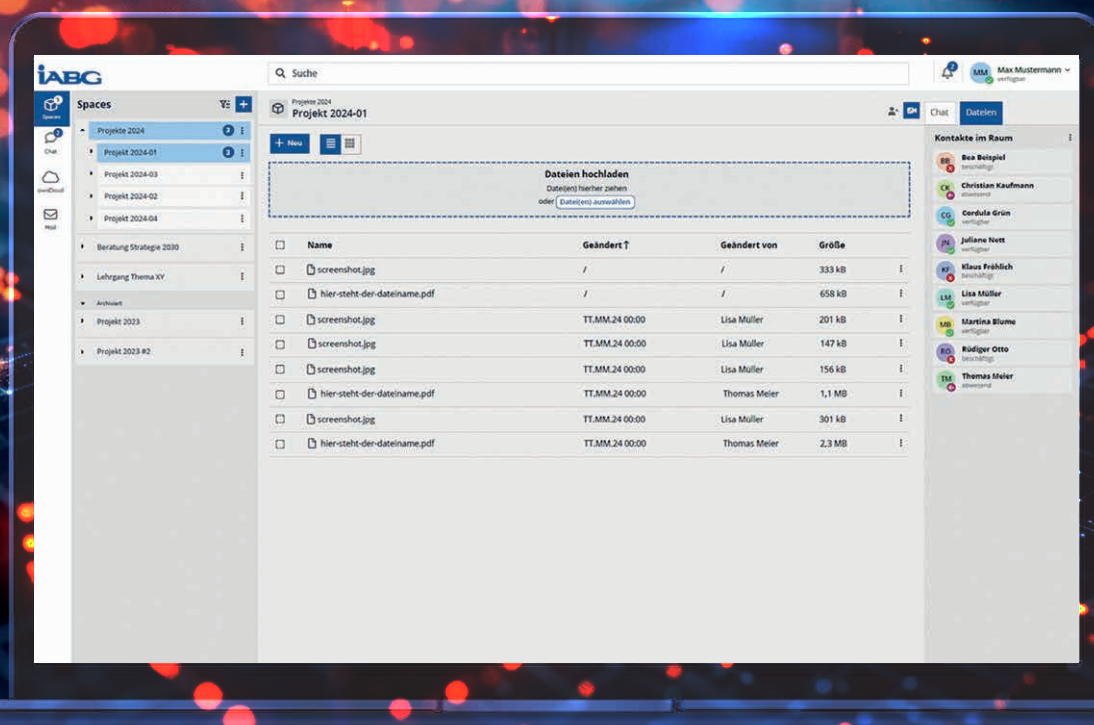 iABG
Suche
2
MM
Max Mustermann
verfügbar
3
Spaces
2
Chat
ownCloud
Mail
Spaces
+
Projekte 2024
3
Projekt 2024-01
3
Projekt 2024-03
Projekt 2024-02
Projekt 2024-04
Beratung Strategie 2030
Lehrgang Thema XY
Archiviert
Projekt 2023
Projekt 2023 #2
Projekte 2024
Projekt 2024-01
+ Neu
Dateien hochladen
Datei(en) hierher ziehen
oder Datei(en) auswählen
Name Geändert ↑ Geändert von Größe
screenshot.jpg / / 333 kB
hier-steht-der-dateiname.pdf / / 658 kB
screenshot.jpg TT.MM.24 00:00 Lisa Müller 201 kB
screenshot.jpg TT.MM.24 00:00 Lisa Müller 147 kB
screenshot.jpg TT.MM.24 00:00 Lisa Müller 156 kB
hier-steht-der-dateiname.pdf TT.MM.24 00:00 Thomas Meier 1,1 MB
screenshot.jpg TT.MM.24 00:00 Lisa Müller 301 kB
hier-steht-der-dateiname.pdf TT.MM.24 00:00 Thomas Meier 2,3 MB
Chat Dateien
Kontakte im Raum
BR Bea Beispiel
beschäftigt
CK Christian Kaufmann
abwesend
CG Cordula Grün
verfügbar
JN Juliane Nett
verfügbar
KF Klaus Fröhlich
beschäftigt
LM Lisa Müller
verfügbar
MB Martina Blume
verfügbar
RO Rüdiger Otto
beschäftigt
TM Thomas Meier
abwesend